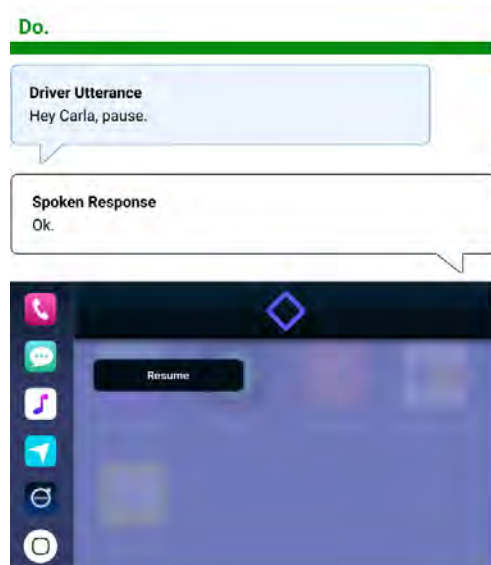 Do.
Driver Utterance
Hey Carla, pause.
Spoken Response
Ok.
Resume